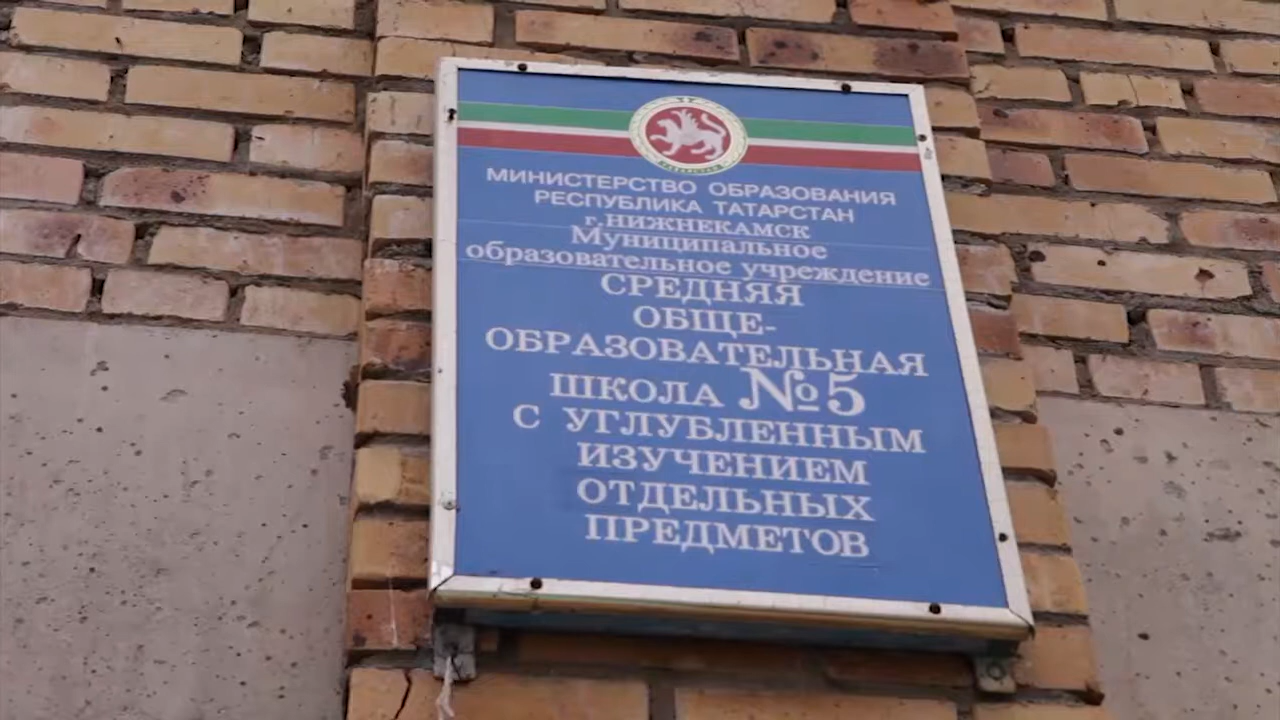 МИНИСТЕРСТВО ОБРАЗОВАНИЯ
РЕСПУБЛИКА ТАТАРСТАН
г.НИЖНЕКАМСК
Муниципальное
образовательное учреждение
СРЕДНЯЯ
ОБЩЕ-
ОБРАЗОВАТЕЛЬНАЯ
ШКОЛА №5
С УГЛУБЛЕННЫМ
ИЗУЧЕНИЕМ
ОТДЕЛЬНЫХ
ПРЕДМЕТОВ